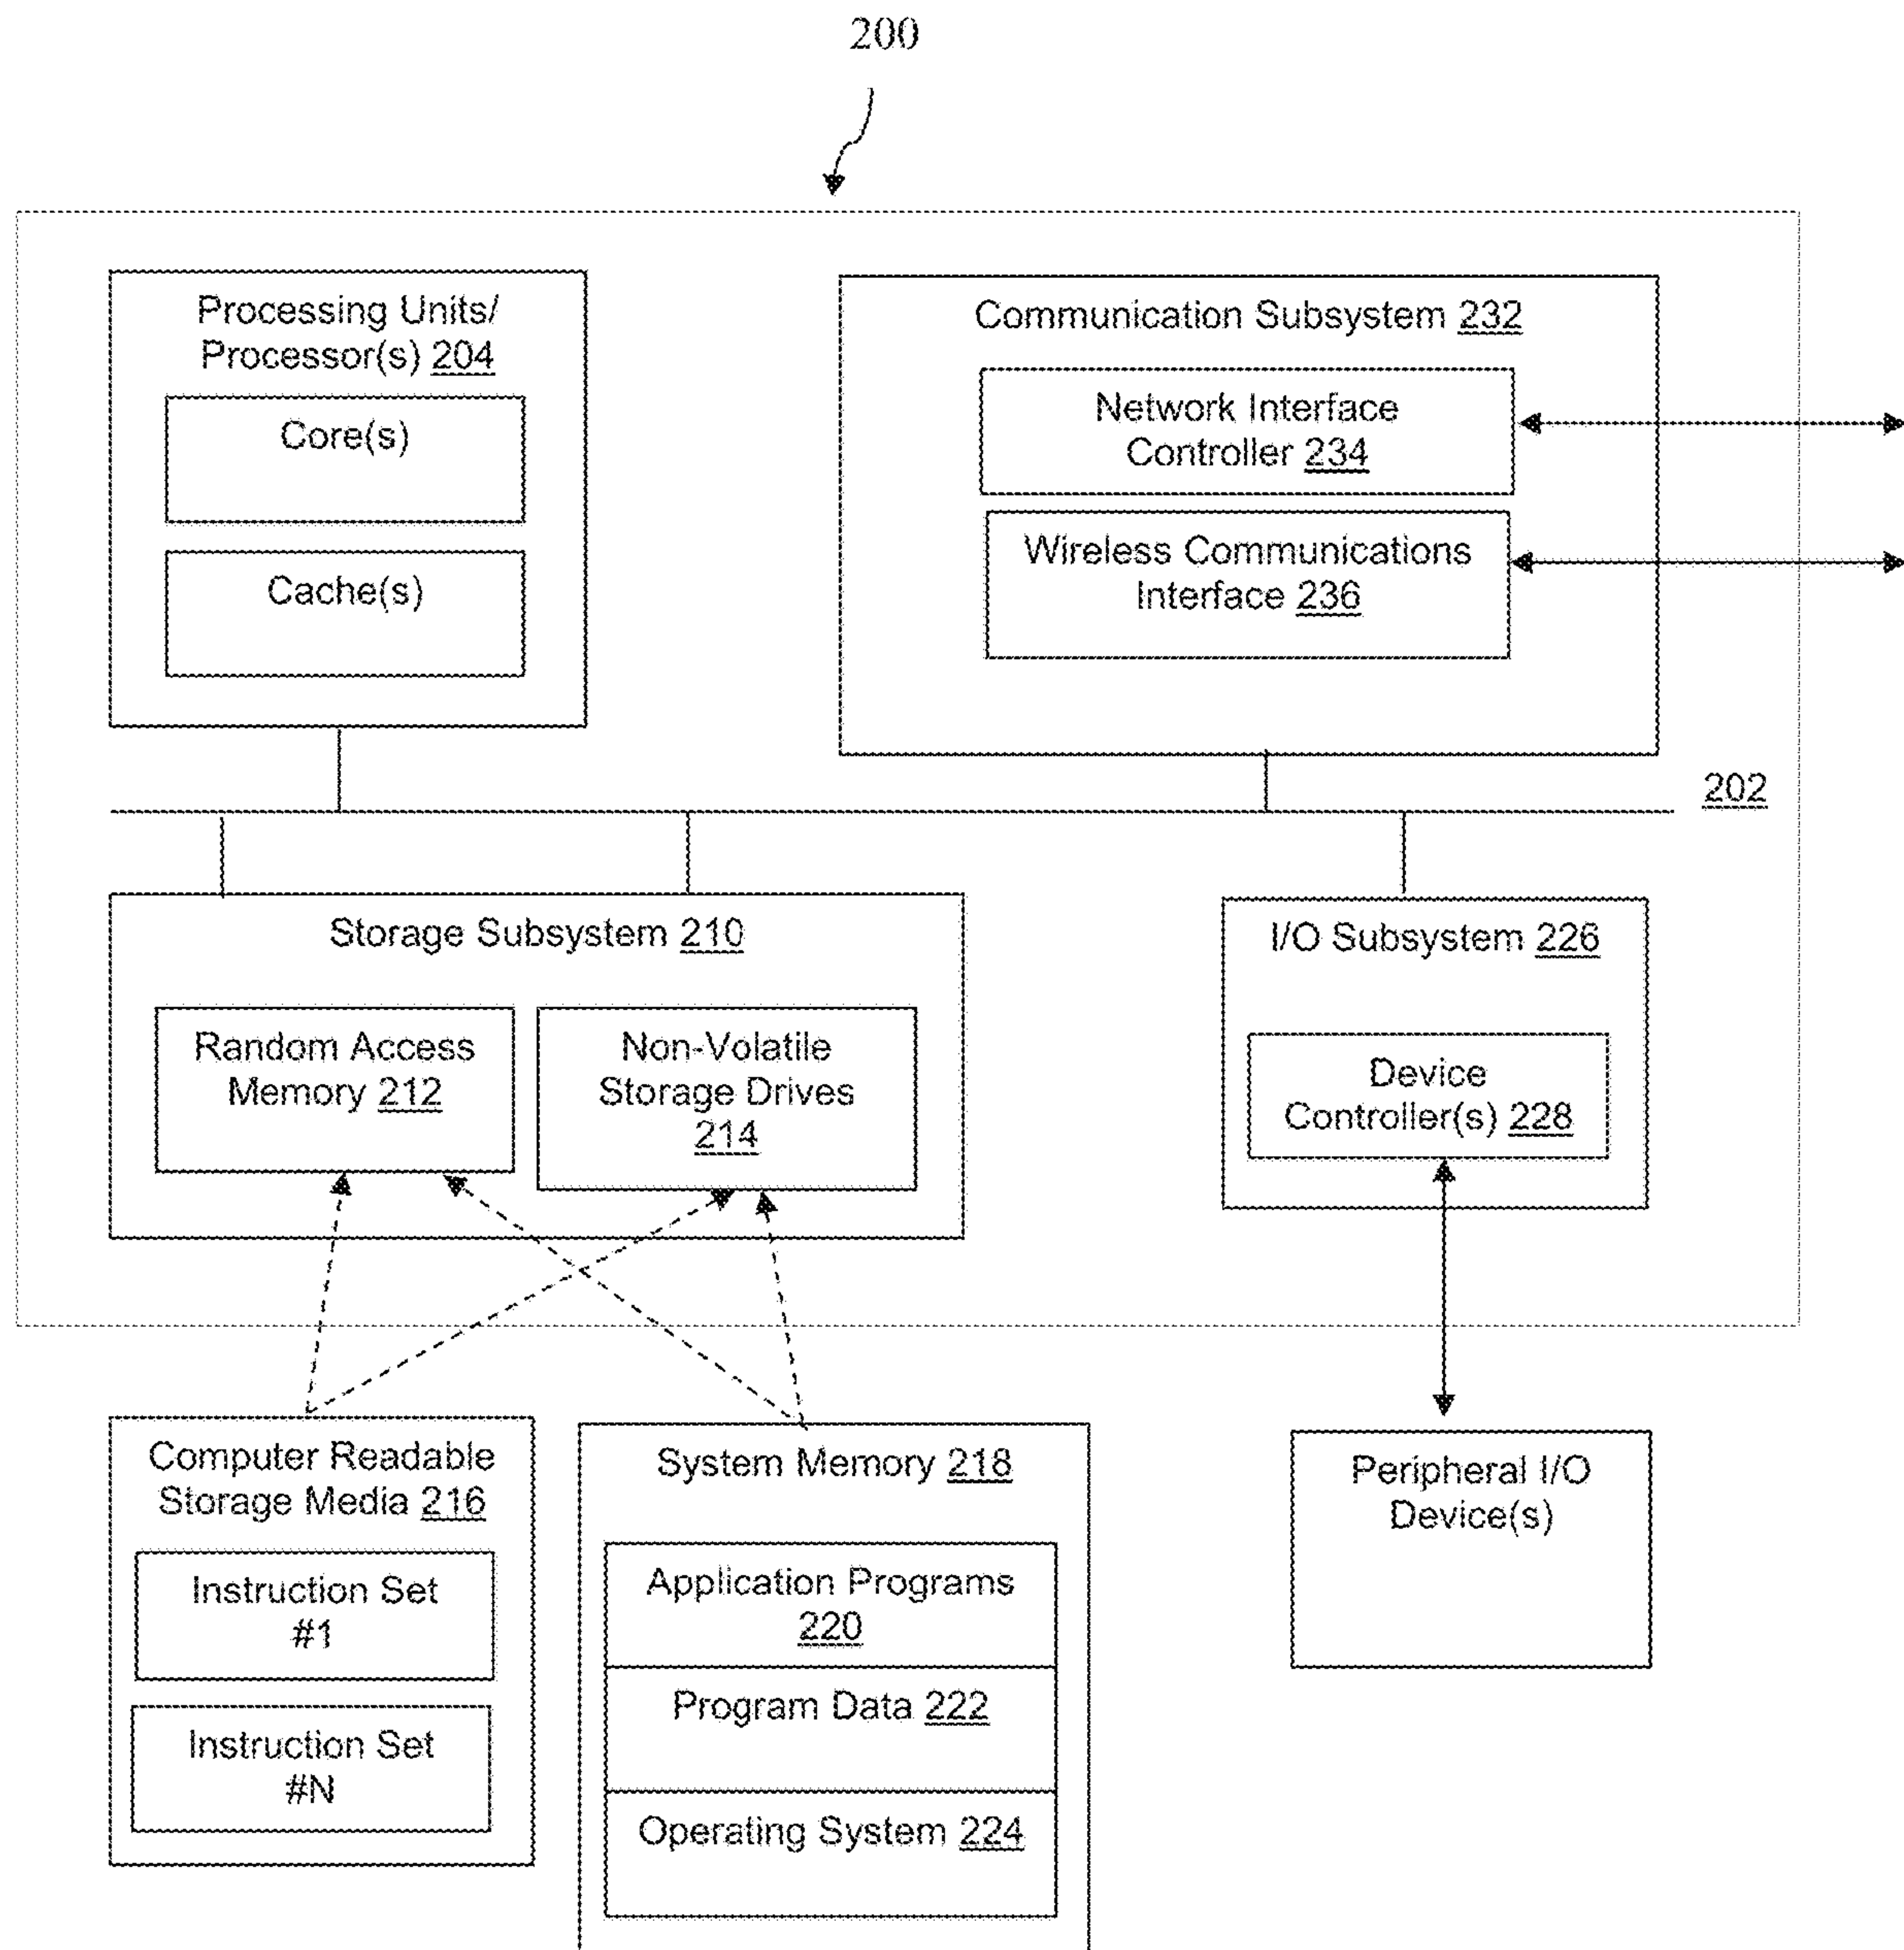 200
Processing Units/
Processor(s) 204
Core(s)
Cache(s)
Communication Subsystem 232
Network Interface
Controller 234
Wireless Communications
Interface 236
202
Storage Subsystem 210
Random Access
Memory 212
Non-Volatile
Storage Drives
214
I/O Subsystem 226
Device
Controller(s) 228
Computer Readable
Storage Media 216
Instruction Set
#1
Instruction Set
#N
System Memory 218
Application Programs
220
Program Data 222
Operating System 224
Peripheral I/O
Device(s)